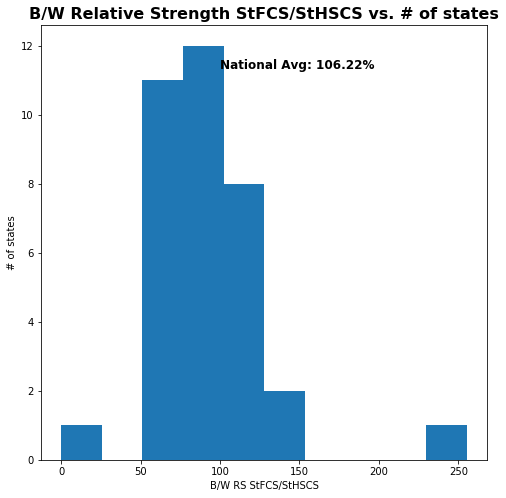 B/W Relative Strength StFCS/StHSCS vs. # of states
12
National Avg: 106.22%
10
8
# of states
6
4
2
0
0 50 100 150 200 250
B/W RS StFCS/StHSCS